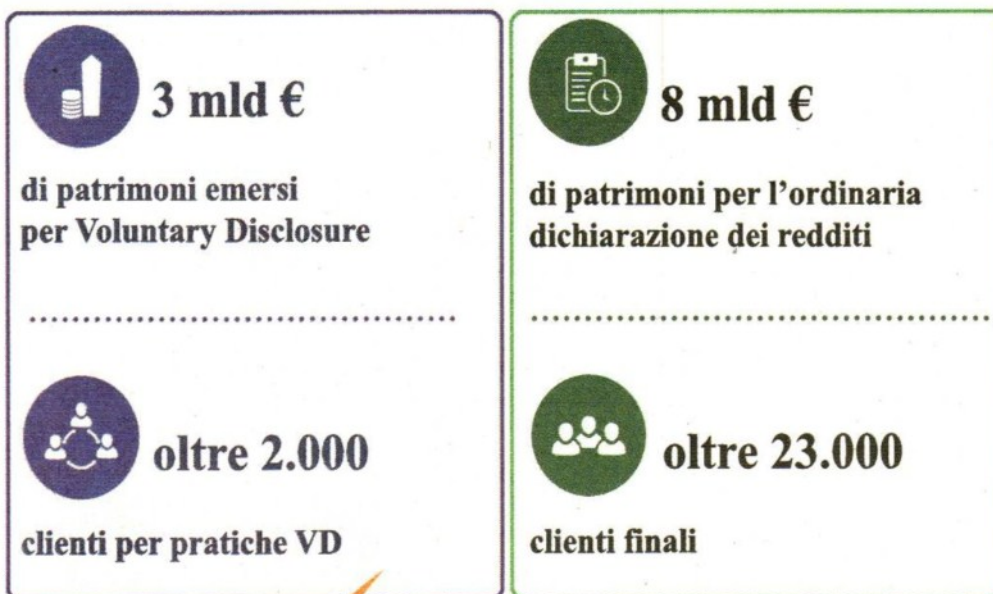 3 mld €
di patrimoni emersi
per Voluntary Disclosure
oltre 2.000
clienti per pratiche VD
8 mld €
di patrimoni per l’ordinaria
dichiarazione dei redditi
oltre 23.000
clienti finali